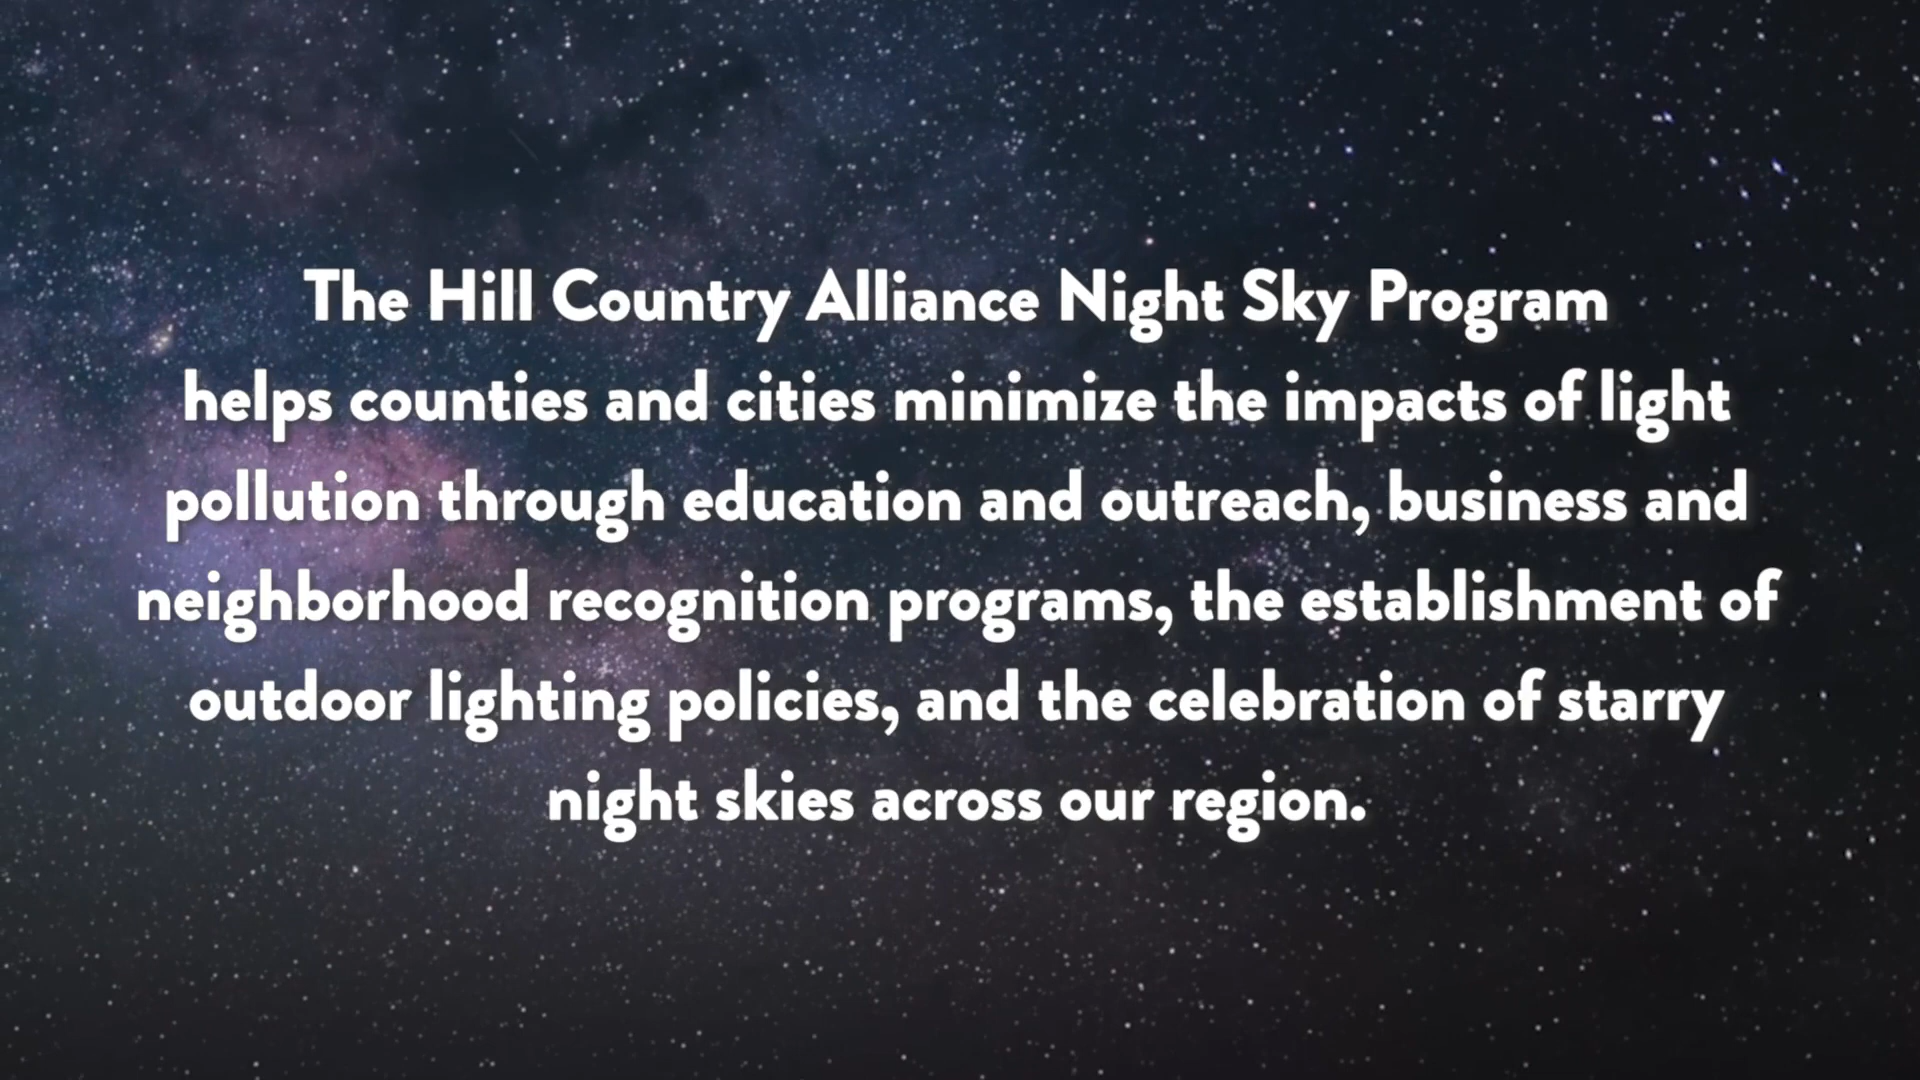 The Hill Country Alliance Night Sky Program
helps counties and cities minimize the impacts of light
pollution through education and outreach, business and
neighborhood recognition programs, the establishment of
outdoor lighting policies, and the celebration of starry
night skies across our region.